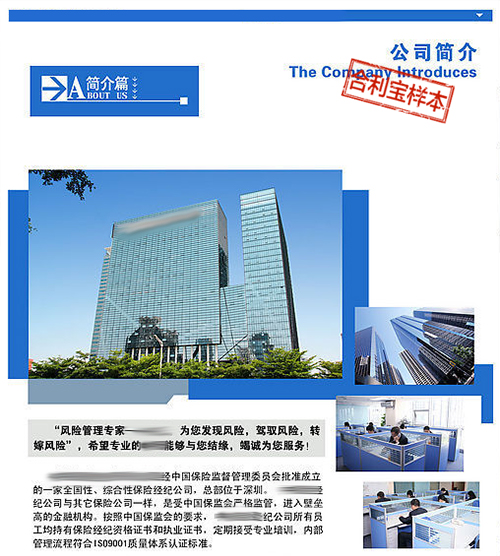 公司简介
The Company Introduces
合利宝样本
简介篇
ABOUT US
“风险管理专家 为您发现风险，驾驭风险，转
嫁风险”，希望专业的 能够与您结缘，竭诚为您服务！
经中国保险监督管理委员会批准成立
的一家全国性、综合性保险经纪公司，总部位于深圳。
纪公司与其它保险公司一样，是受中国保监会严格监管，进入壁垒
高的金融机构。按照中国保监会的要求， 纪公司所有员
工均持有保险经纪资格证书和执业证书，定期接受专业培训，内部
管理流程符合ISO9001质量体系认证标准。